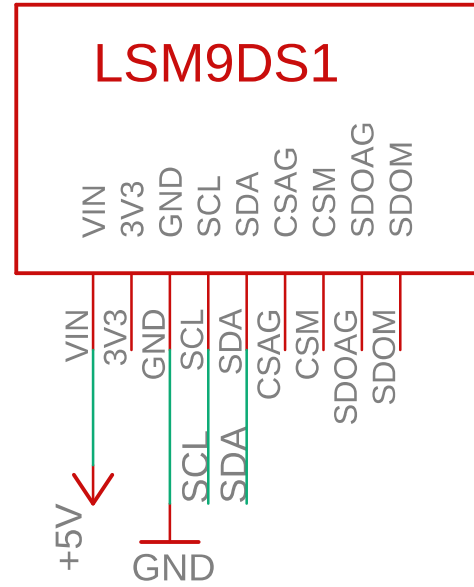 LSM9DS1
VIN
3V3
GND
SCL
SDA
CSAG
CSM
SDOAG
SDOM
VIN
3V3
GND
SCL
SDA
CSAG
CSM
SDOAG
SDOM
SCL
SDA
+5V
GND